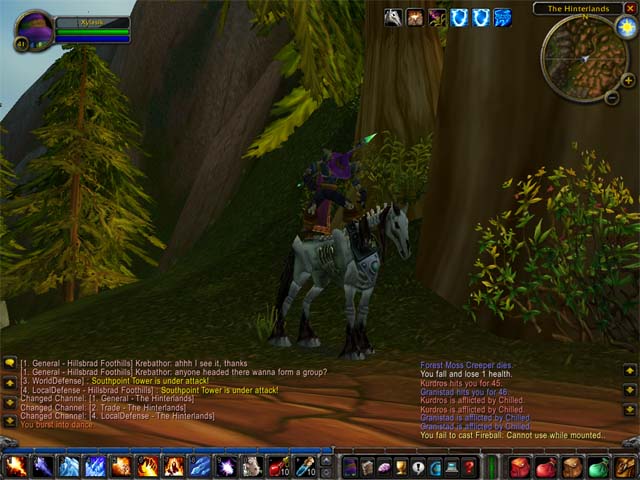 Xylasik
41
The Hinterlands
N
[1. General - Hillsbrad Foothills] Krebathor: ahhh I see it, thanks
[1. General - Hillsbrad Foothills] Krebathor: anyone headed there wanna form a group?
[3. WorldDefense] : Southpoint Tower is under attack!
[4. LocalDefense - Hillsbrad Foothills] : Southpoint Tower is under attack!
Changed Channel: [1. General - The Hinterlands]
Changed Channel: [2. Trade - The Hinterlands]
Changed Channel: [4. LocalDefense - The Hinterlands]
You burst into dance.
Forest Moss Creeper dies.
You fall and lose 1 health.
Kurdros hits you for 45.
Granistad hits you for 46.
Kurdros is afflicted by Chilled.
Kurdros is afflicted by Chilled.
Granistad is afflicted by Chilled.
Granistad is afflicted by Chilled.
You fail to cast Fireball: Cannot use while mounted..
10
10